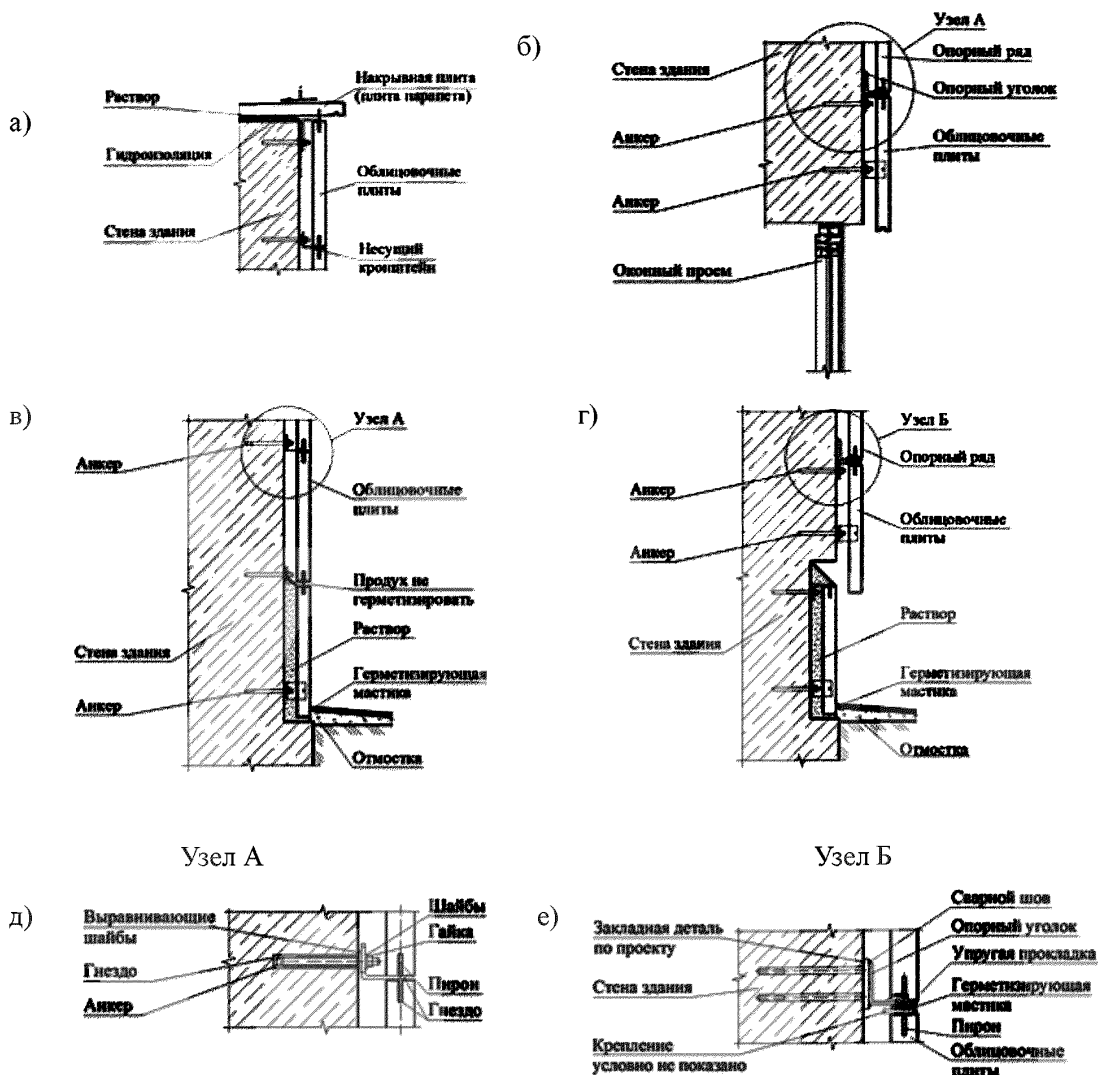 а)
Раствор
Гидроизоляция
Стена здания
Накрывная плита
(плита парапета)
Облицовочные
плиты
Несущий
кронштейн
б)
Узел А
Стена здания
Опорный ряд
Опорный уголок
Анкер
Облицовочные
плиты
Анкер
Оконный проем
в)
Узел А
Анкер
Облицовочные
плиты
Продух не
герметизировать
Раствор
Стена здания
Герметизирующая
мастика
Анкер
Отмостка
г)
Узел Б
Опорный ряд
Анкер
Облицовочные
плиты
Анкер
Раствор
Стена здания
Герметизирующая
мастика
Отмостка
Узел А
д)
Выравнивающие
шайбы
Гнездо
Анкер
Шайбы
Гайка
Пирон
Гнездо
Узел Б
е)
Закладная деталь
по проекту
Стена здания
Крепление
условно не показано
Сварной шов
Опорный уголок
Упругая прокладка
Герметизирующая
мастика
Пирон
Облицовочные
плиты